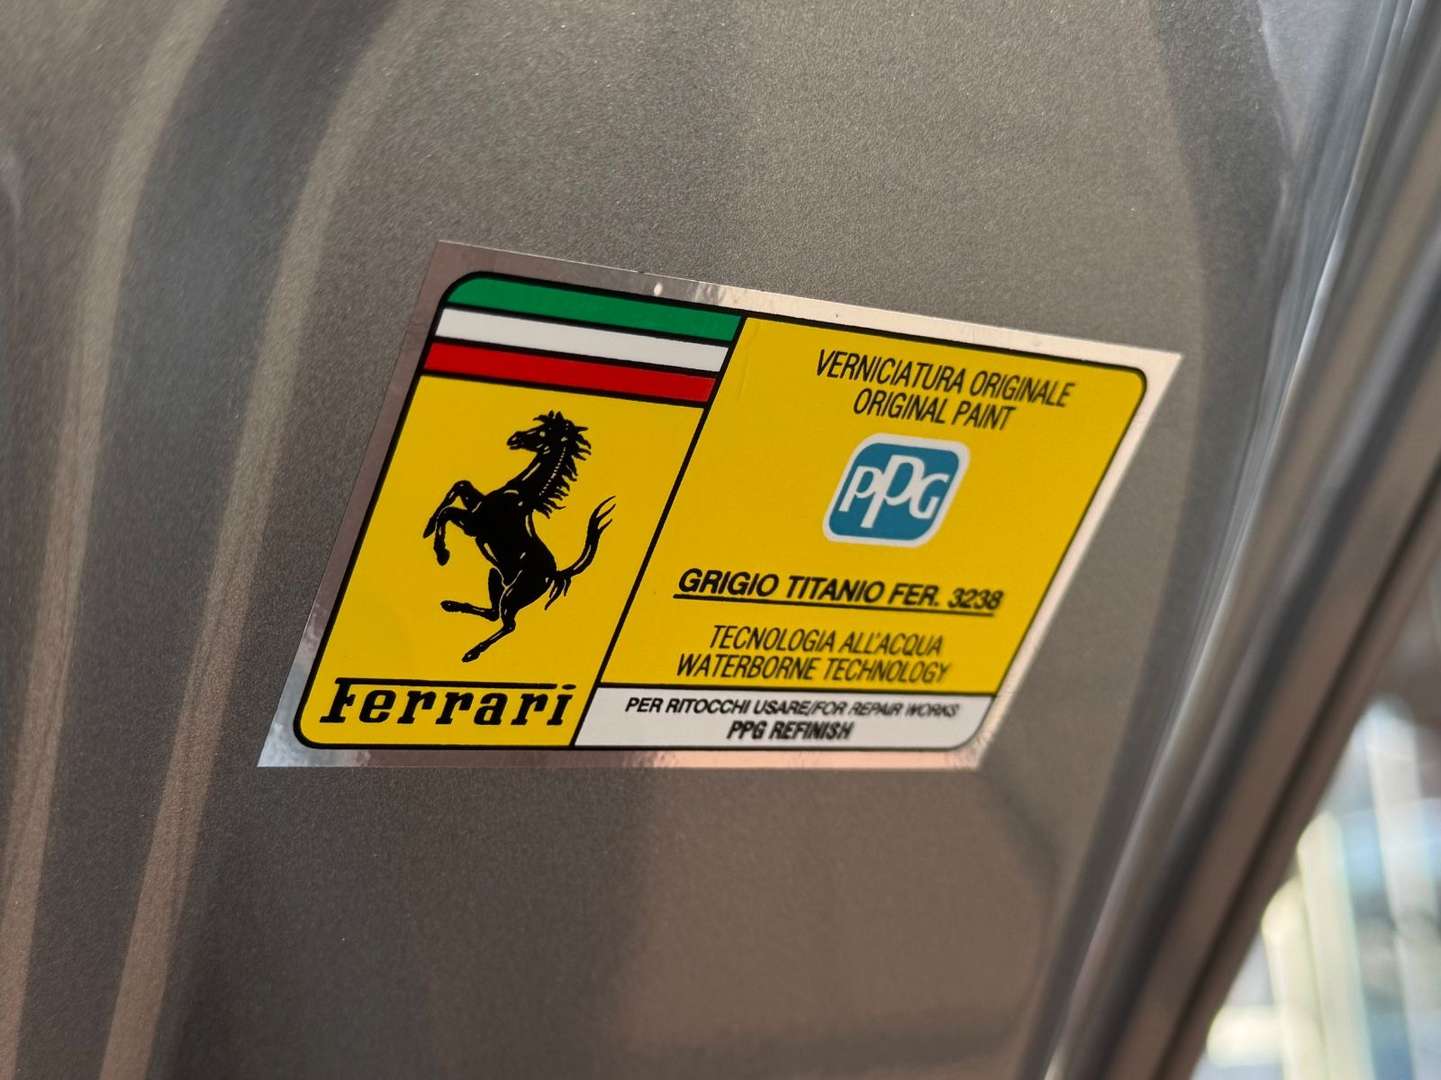 VERNICIATURA ORIGINALE
ORIGINAL PAINT
PPG
GRIGIO TITANIO FER. 3238
TECNOLOGIA ALL'ACQUA
WATERBORNE TECHNOLOGY
Ferrari
PER RITOCCHI USARE/FOR REPAIR WORKS
PPG REFINISH